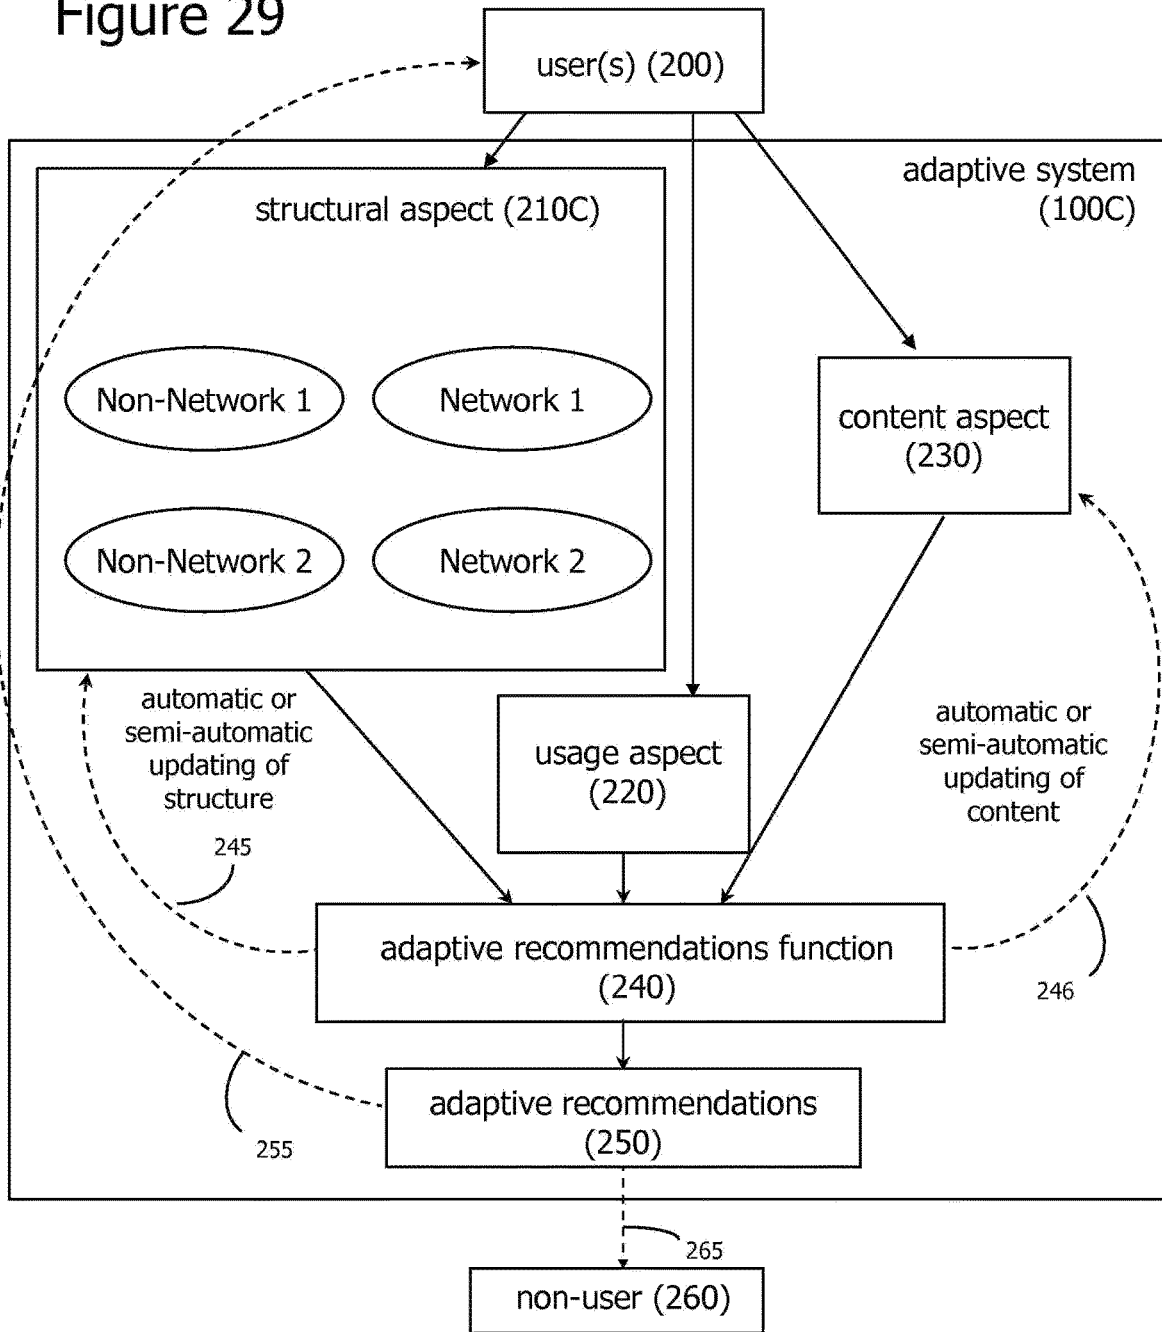 Figure 29
user(s) (200)
adaptive system
(100C)
structural aspect (210C)
Non-Network 1
Network 1
content aspect
(230)
Non-Network 2
Network 2
automatic or
semi-automatic
updating of
structure
usage aspect
(220)
automatic or
semi-automatic
updating of
content
245
adaptive recommendations function
(240)
246
adaptive recommendations
(250)
255
265
non-user (260)